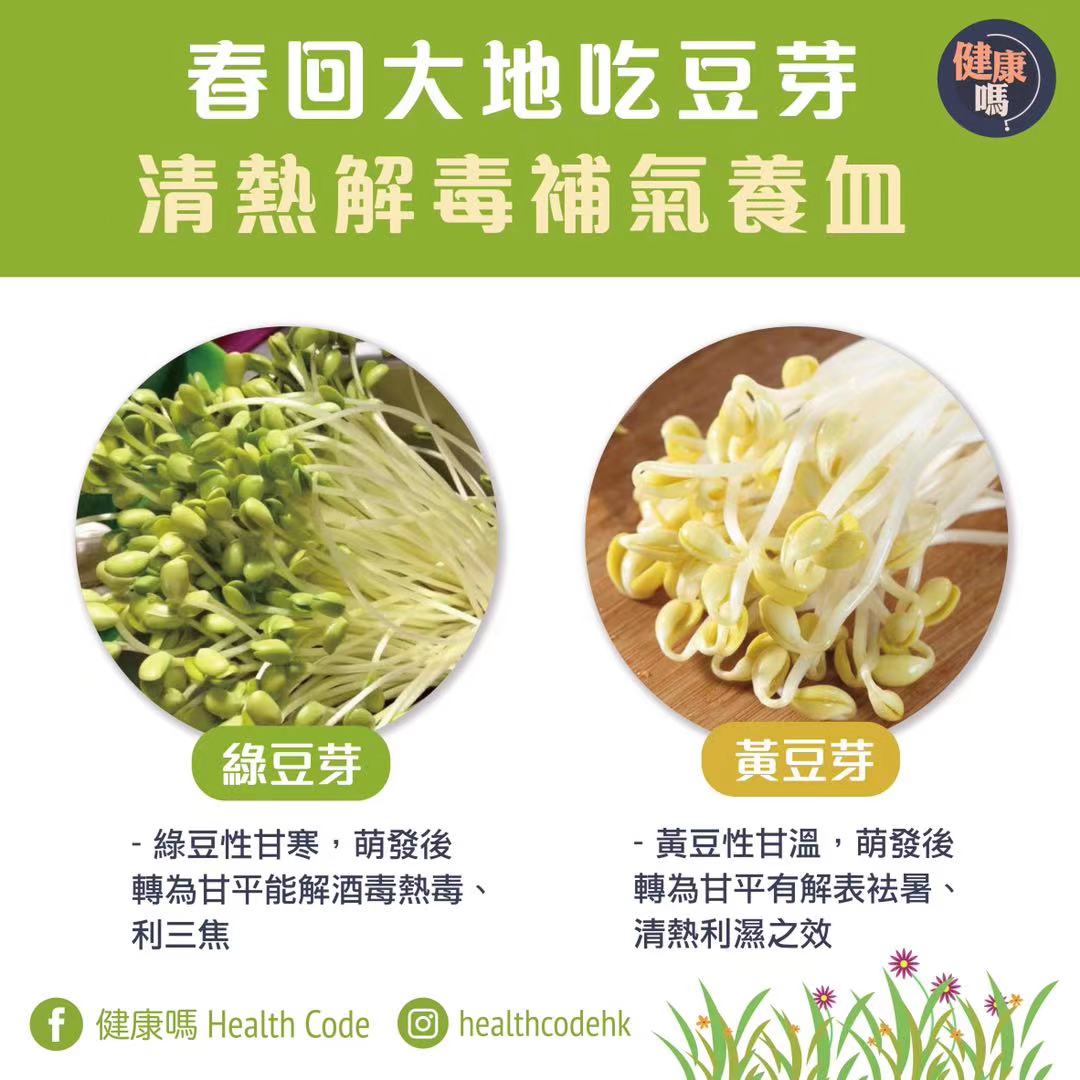 春回大地吃豆芽
健康
嗎
清熱解毒補氣養血
綠豆芽
- 綠豆性甘寒，萌發後
轉為甘平能解酒毒熱毒、
利三焦
黃豆芽
- 黃豆性甘溫，萌發後
轉為甘平有解表袪暑、
清熱利濕之效
健康嗎 Health Code
healthcodehk